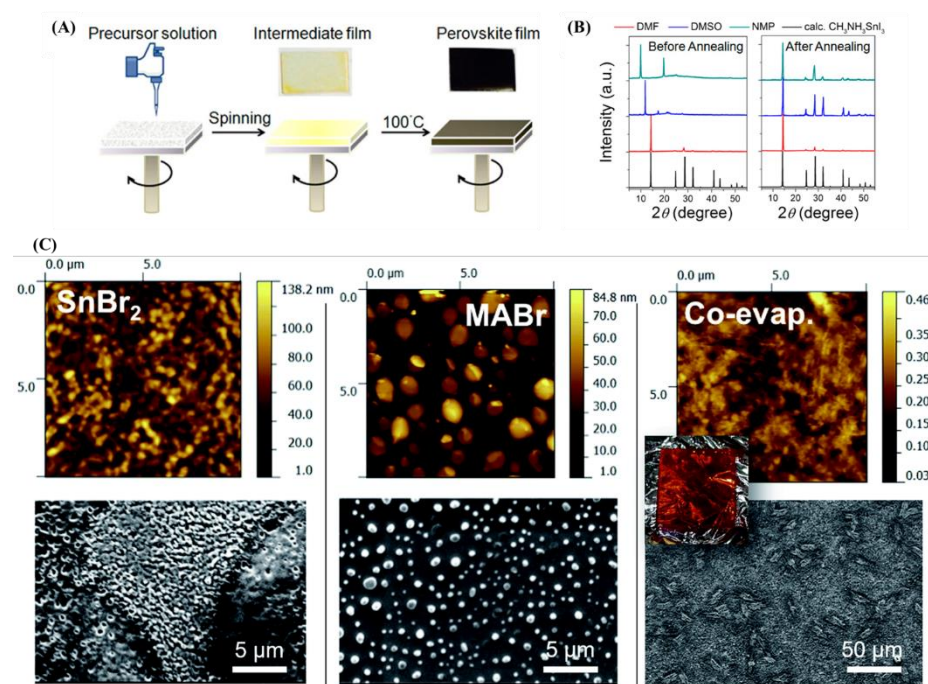 (A)
Precursor solution
Intermediate film
Perovskite film
Spinning
100°C
(B)
DMF DMSO NMP calc. CH₃NH₃SnI₃
Before Annealing
After Annealing
Intensity (a.u.)
10 20 30 40 50
10 20 30 40 50
2θ (degree)
2θ (degree)
(C)
0.0 µm 5.0
0.0
5.0
SnBr₂
138.2 nm
100.0
80.0
60.0
40.0
20.0
1.0
0.0 µm 5.0
0.0
5.0
MABr
84.8 nm
70.0
60.0
50.0
40.0
30.0
20.0
10.0
1.0
0.0 µm 5.0
0.0
5.0
Co-evap.
0.46
0.35
0.30
0.25
0.20
0.15
0.10
0.03
5 µm
5 µm
50 µm